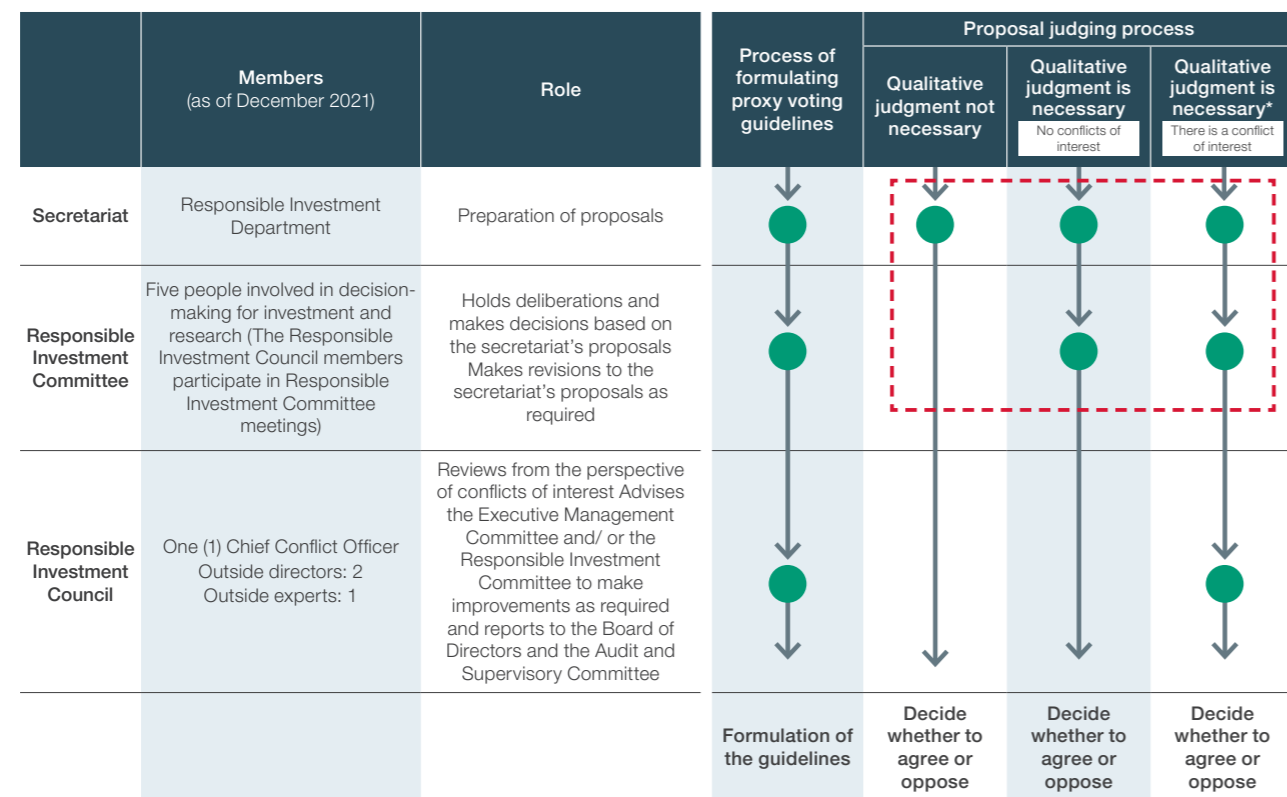 Members
(as of December 2021)
Role
Process of
formulating
proxy voting
guidelines
Proposal judging process
Qualitative
judgment not
necessary
Qualitative
judgment is
necessary
No conflicts of
interest
Qualitative
judgment is
necessary*
There is a conflict
of interest
Secretariat
Responsible Investment
Department
Preparation of proposals
Responsible
Investment
Committee
Five people involved in decision-
making for investment and
research (The Responsible
Investment Council members
participate in Responsible
Investment Committee
meetings)
Holds deliberations and
makes decisions based on
the secretariat’s proposals
Makes revisions to the
secretariat’s proposals as
required
Responsible
Investment
Council
One (1) Chief Conflict Officer
Outside directors: 2
Outside experts: 1
Reviews from the perspective
of conflicts of interest Advises
the Executive Management
Committee and/ or the
Responsible Investment
Committee to make
improvements as required
and reports to the Board of
Directors and the Audit and
Supervisory Committee
Formulation of
the guidelines
Decide
whether to
agree or
oppose
Decide
whether to
agree or
oppose
Decide
whether to
agree or
oppose